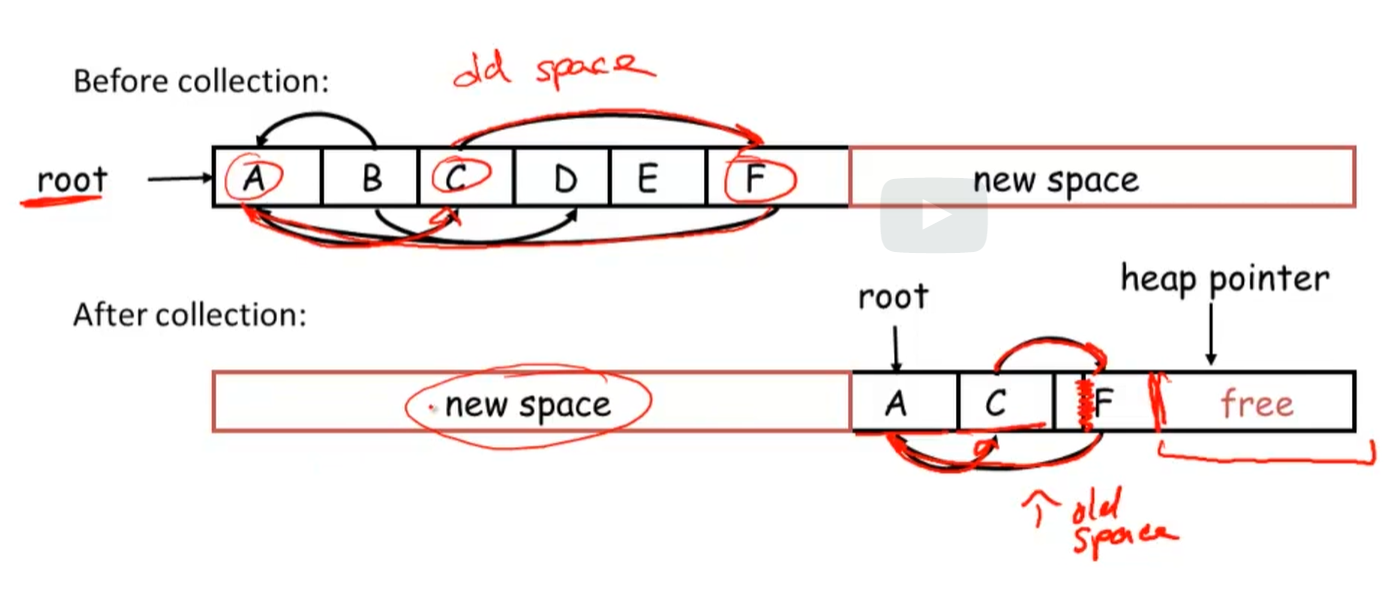 Before collection:
old space
root
A B C D E F
new space
heap pointer
root
After collection:
new space
A C F free
old
space